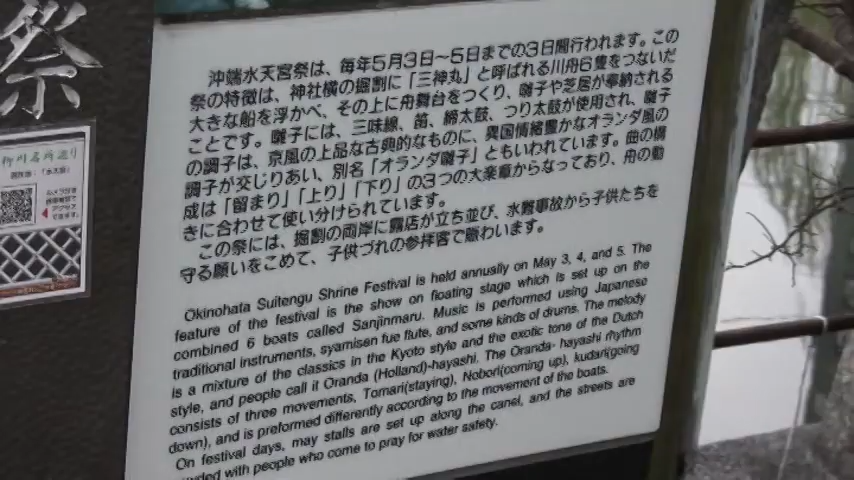 祭
沖端水天宮祭は、毎年5月3日～5日までの3日間行われます。この
祭の特徴は、神社横の掘割に「三神丸」と呼ばれる川舟6隻をつないだ
大きな船を浮かべ、その上に舟舞台をつくり、囃子や芝居が奉納される
ことです。囃子には、三味線、笛、締太鼓、つり太鼓が使用され、囃子
の調子は、京風の上品な古典的なものに、異国情緒豊かなオランダ風の
調子が交じりあい、別名「オランダ囃子」ともいわれています。曲の構
成は「留まり」「上り」「下り」の3つの大楽章からなっており、舟の動
きに合わせて使い分けられています。
この祭には、掘割の両岸に露店が立ち並び、水難事故から子供たちを
守る願いをこめて、子供づれの参拝客で賑わいます。
Okinohata Suitengu Shrine Festival is held annually on May 3, 4, and 5. The
feature of the festival is the show on floating stage which is set up on the
combined 6 boats called Sanjinmaru. Music is performed using Japanese
traditional instruments, syamisen fue flute, and some kinds of drums. The melody
is a mixture of the classics in the Kyoto style and the exotic tone of the Dutch
style, and people call it Oranda (Holland)-hayashi. The Oranda- hayashi rhythm
consists of three movements, Tomari(staying), Nobori(coming up), kudari(going
down), and is preformed differently according to the movement of the boats.
On festival days, may stalls are set up along the canel, and the streets are
with people who come to pray for water safety.
柳川名所巡り